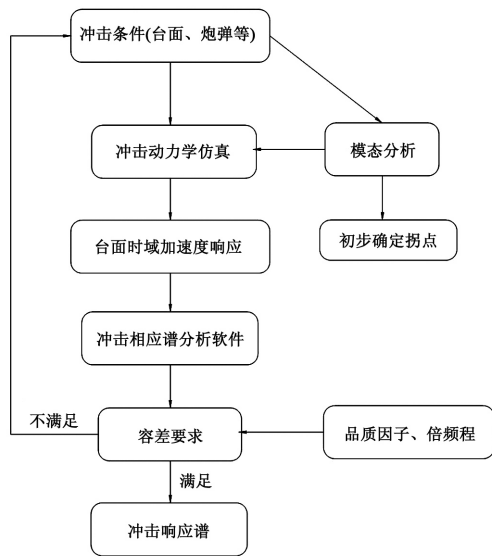 冲击条件(台面、炮弹等)
冲击动力学仿真
模态分析
台面时域加速度响应
初步确定拐点
冲击相应谱分析软件
不满足
容差要求
品质因子、倍频程
满足
冲击响应谱